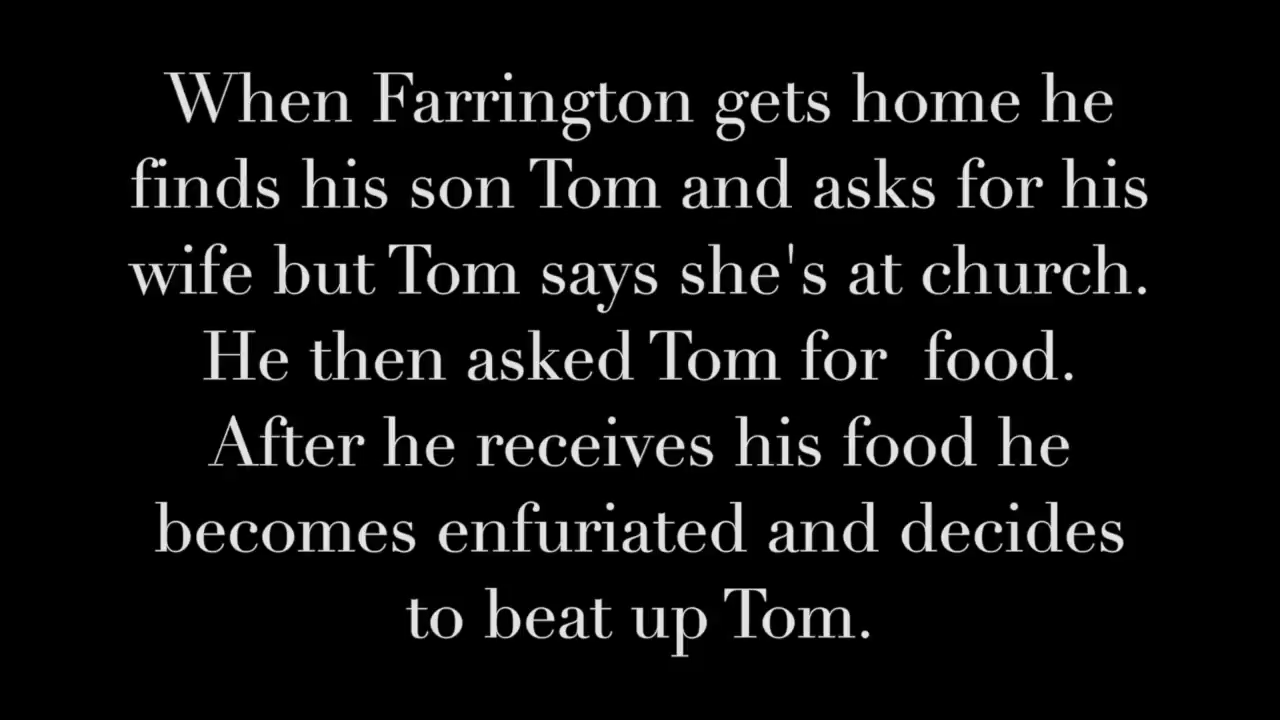 When Farrington gets home he
finds his son Tom and asks for his
wife but Tom says she's at church.
He then asked Tom for  food.
After he receives his food he
becomes enfuriated and decides
to beat up Tom.